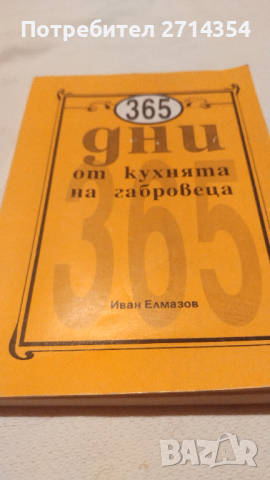 Потребител 2714354
365
дни
от кухнята
на габровеца
365
Иван Елмазов
BAZAR